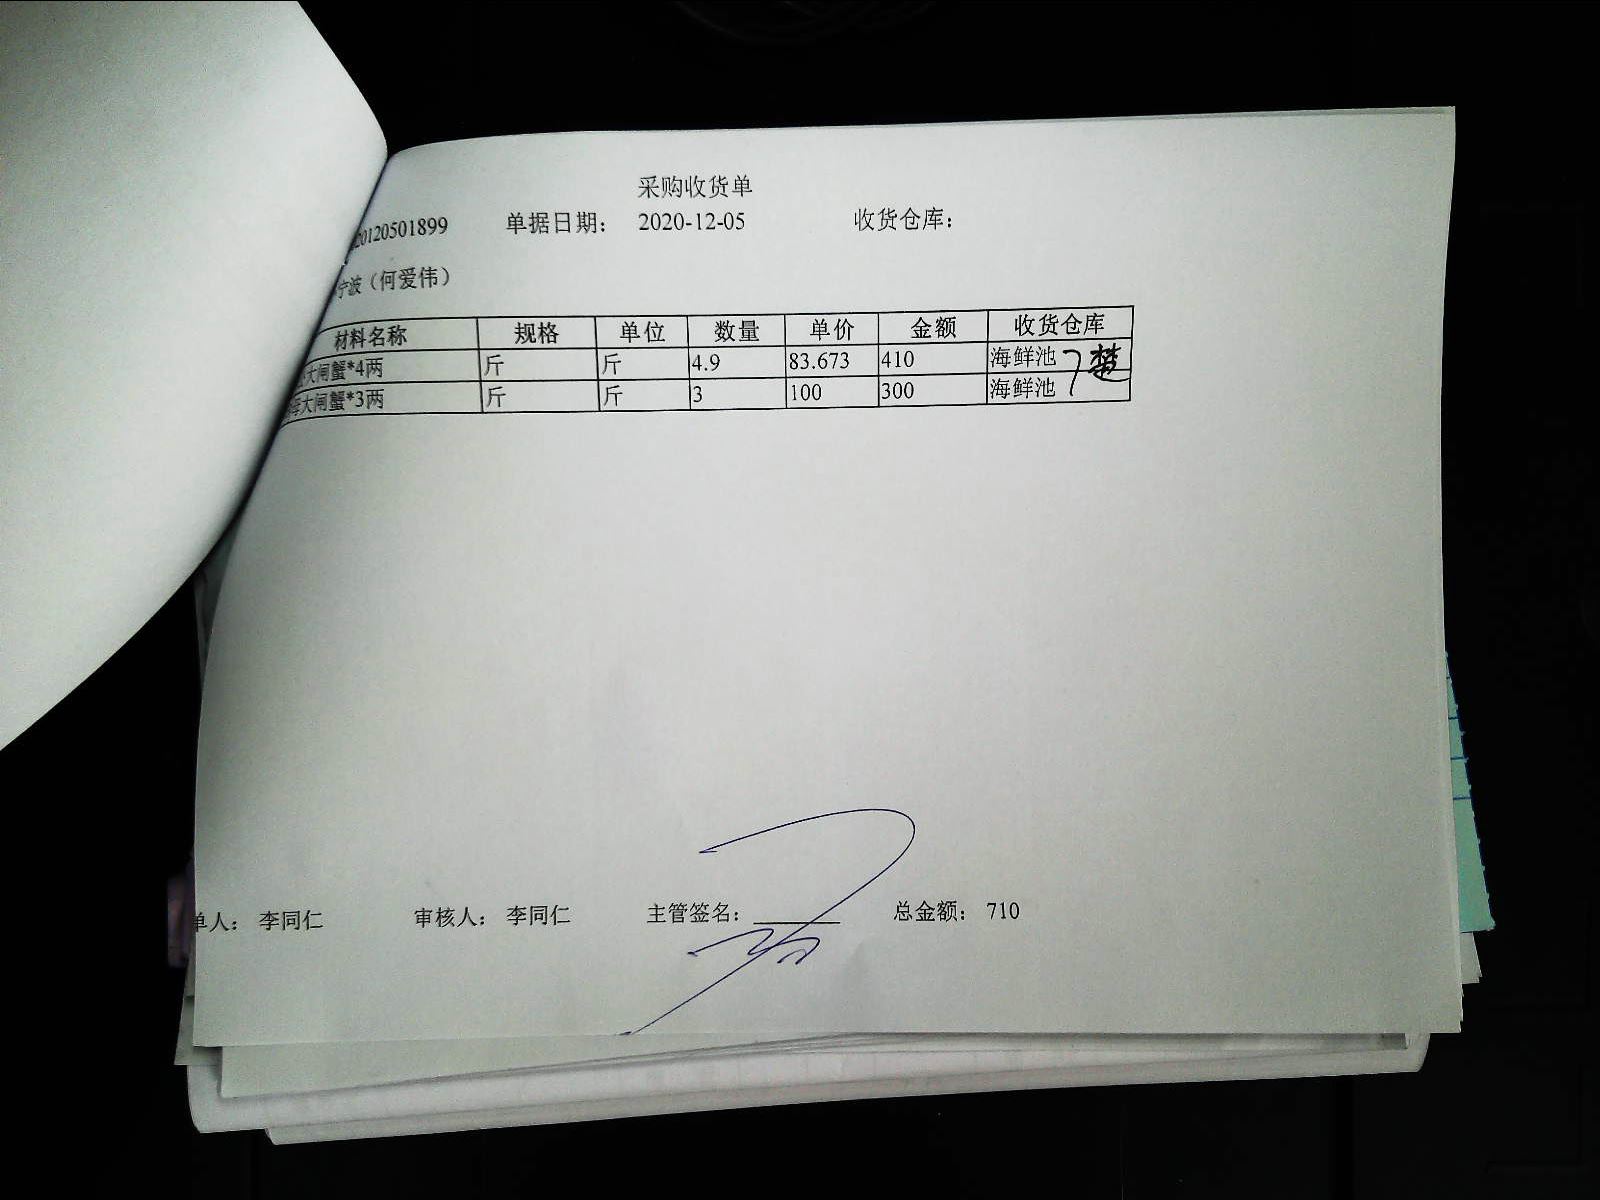 采购收货单
20120501899 单据日期： 2020-12-05 收货仓库：
宁波（何爱伟）
材料名称 规格 单位 数量 单价 金额 收货仓库
大闸蟹*4两 斤 斤 4.9 83.673 410 海鲜池 楚
母大闸蟹*3两 斤 斤 3 100 300 海鲜池
单人： 李同仁 审核人： 李同仁 主管签名： 总金额： 710